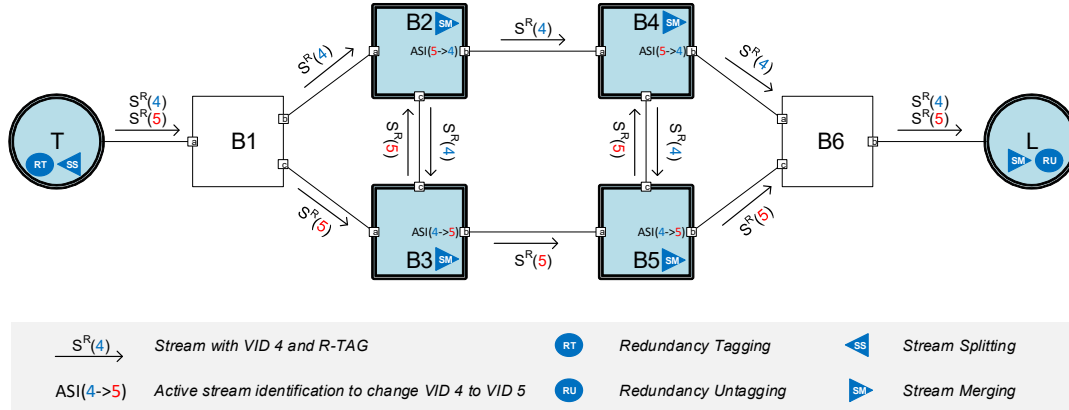 B2 SM
B4 SM
S^R(4)
S^R(4)
S^R(4)
S^R(4)
a ASI(5->4) b
a ASI(5->4) b
c
c
S^R(4)
S^R(5)
T
RT SS
a B1 b
c
S^R(5)
S^R(4)
S^R(5)
S^R(4)
a B6 b
c
S^R(4)
S^R(5)
L
SM RU
S^R(5)
S^R(5)
c
c
a ASI(4->5) b
a ASI(4->5) b
S^R(5)
B3 SM
B5 SM
S^R(4) Stream with VID 4 and R-TAG RT Redundancy Tagging SS Stream Splitting
ASI(4->5) Active stream identification to change VID 4 to VID 5 RU Redundancy Untagging SM Stream Merging